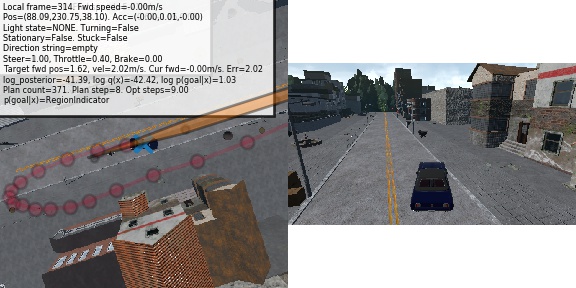 Local frame=314. Fwd speed=-0.00m/s
Pos=(88.09,230.75,38.10). Acc=(-0.00,0.01,-0.00)
Light state=NONE. Turning=False
Stationary=False. Stuck=False
Direction string=empty
Steer=1.00, Throttle=0.40, Brake=0.00
Target fwd pos=1.62, vel=2.02m/s. Cur fwd=-0.00m/s. Err=2.02
log_posterior=-41.39, log q(x)=-42.42, log p(goal|x)=1.03
Plan count=371. Plan step=8. Opt steps=9.00
p(goal|x)=RegionIndicator